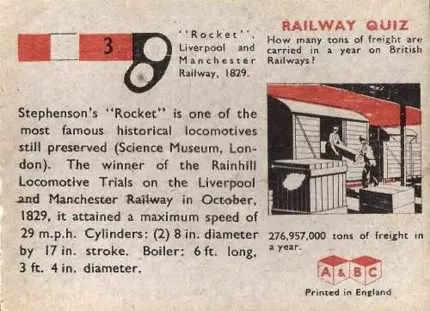 3
"Rocket".
Liverpool and
Manchester
Railway, 1829.
Stephenson's "Rocket" is one of the
most famous historical locomotives
still preserved (Science Museum, Lon-
don). The winner of the Rainhill
Locomotive Trials on the Liverpool
and Manchester Railway in October,
1829, it attained a maximum speed of
29 m.p.h. Cylinders: (2) 8 in. diameter
by 17 in. stroke. Boiler: 6 ft. long,
3 ft. 4 in. diameter.
RAILWAY QUIZ
How many tons of freight are
carried in a year on British
Railways?
276,957,000 tons of freight in
a year.
A & B C
Printed in England